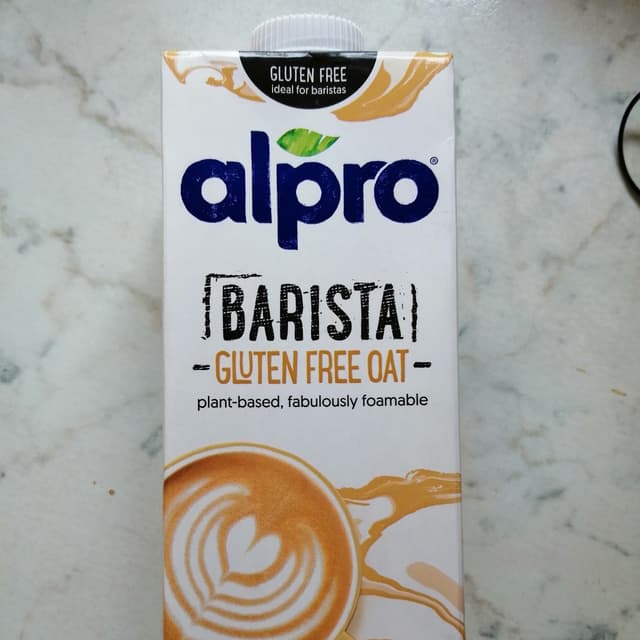 GLUTEN FREE
ideal for baristas
alpro®
BARISTA
GLUTEN FREE OAT
plant-based, fabulously foamable